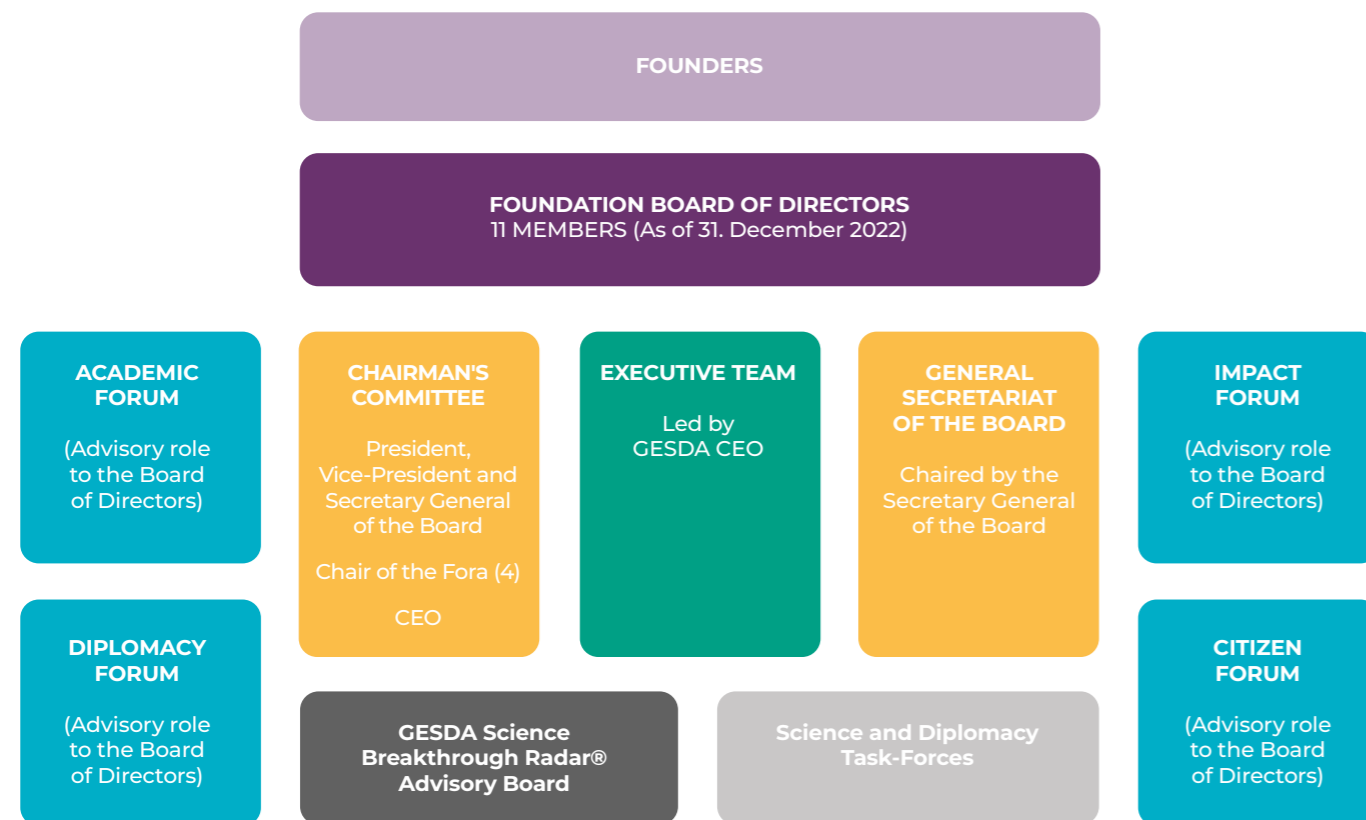 FOUNDERS
FOUNDATION BOARD OF DIRECTORS
11 MEMBERS (As of 31. December 2022)
ACADEMIC
FORUM
(Advisory role
to the Board
of Directors)
CHAIRMAN'S
COMMITTEE
President,
Vice-President and
Secretary General
of the Board
Chair of the Fora (4)
CEO
EXECUTIVE TEAM
Led by
GESDA CEO
GENERAL
SECRETARIAT
OF THE BOARD
Chaired by the
Secretary General
of the Board
IMPACT
FORUM
(Advisory role
to the Board
of Directors)
DIPLOMACY
FORUM
(Advisory role
to the Board
of Directors)
GESDA Science
Breakthrough Radar®
Advisory Board
Science and Diplomacy
Task-Forces
CITIZEN
FORUM
(Advisory role
to the Board
of Directors)